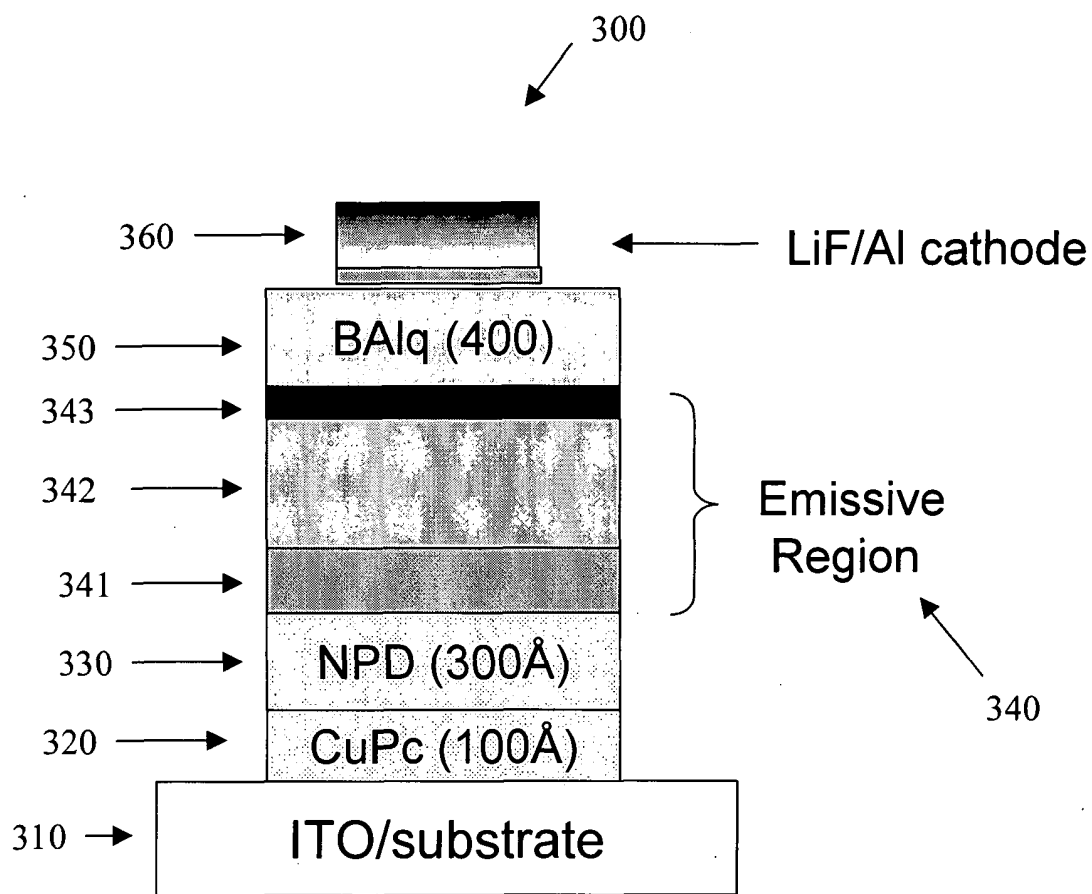 300
360
LiF/Al cathode
350
BAlq (400)
343
342
Emissive
Region
341
330
NPD (300Å)
340
320
CuPc (100Å)
310
ITO/substrate